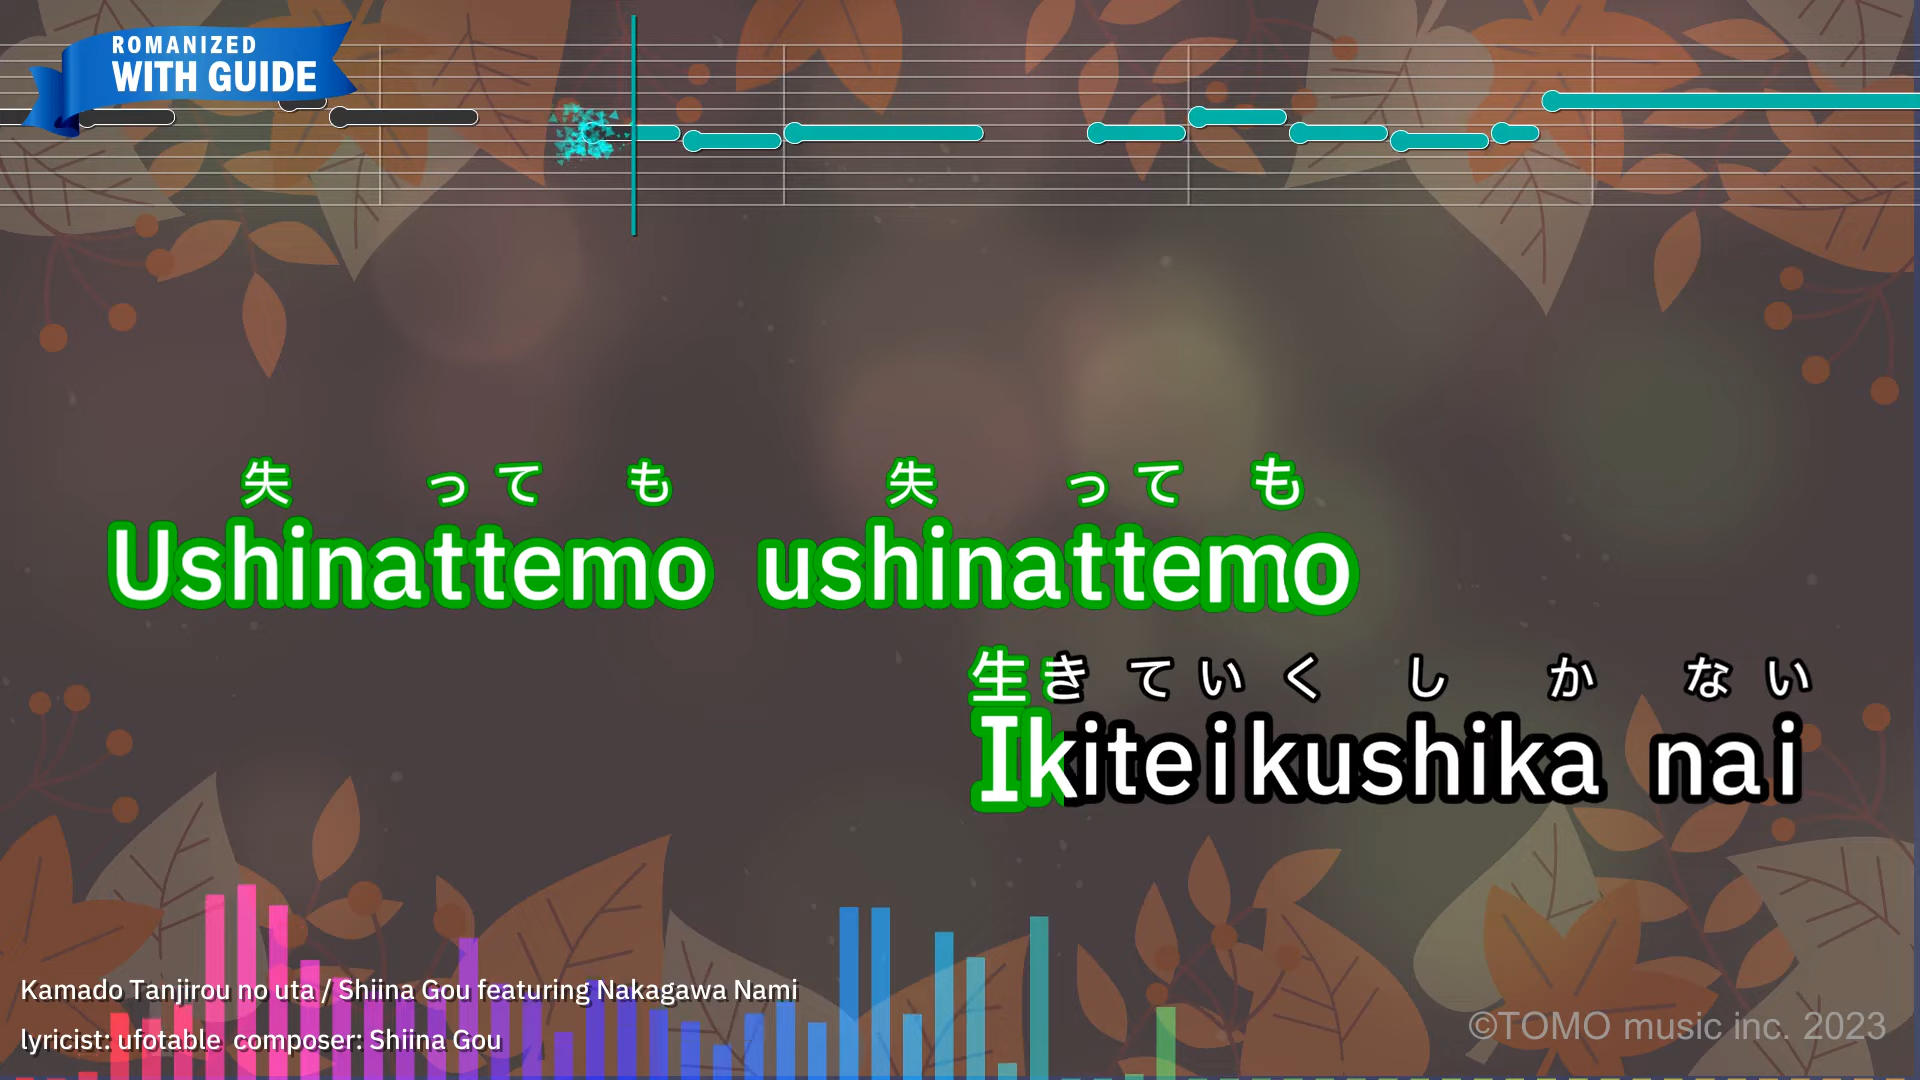 ROMANIZED
WITH GUIDE
失っても 失っても
Ushinattemo ushinattemo
生きていくしかない
Ikiteikushika nai
Kamado Tanjirou no uta / Shiina Gou featuring Nakagawa Nami
lyricist: ufotable composer: Shiina Gou
©TOMO music inc. 2023